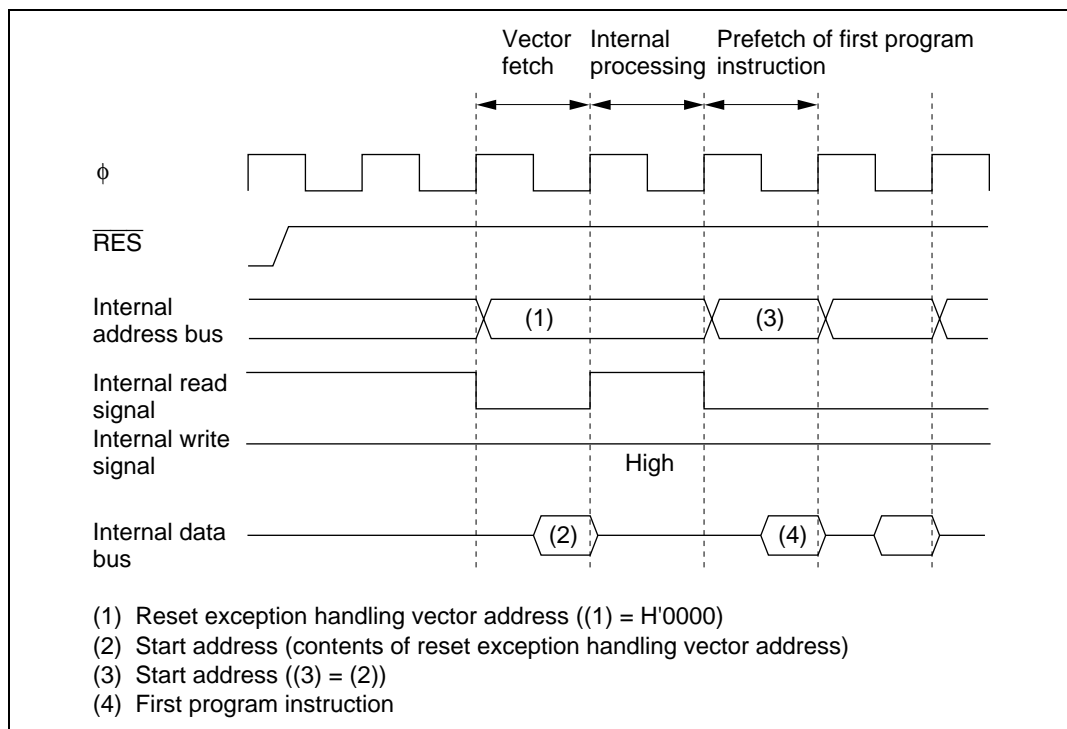 Vector fetch
Internal processing
Prefetch of first program instruction
φ
RES
Internal address bus
(1)
(3)
Internal read signal
Internal write signal
High
Internal data bus
(2)
(4)
(1) Reset exception handling vector address ((1) = H'0000)
(2) Start address (contents of reset exception handling vector address)
(3) Start address ((3) = (2))
(4) First program instruction